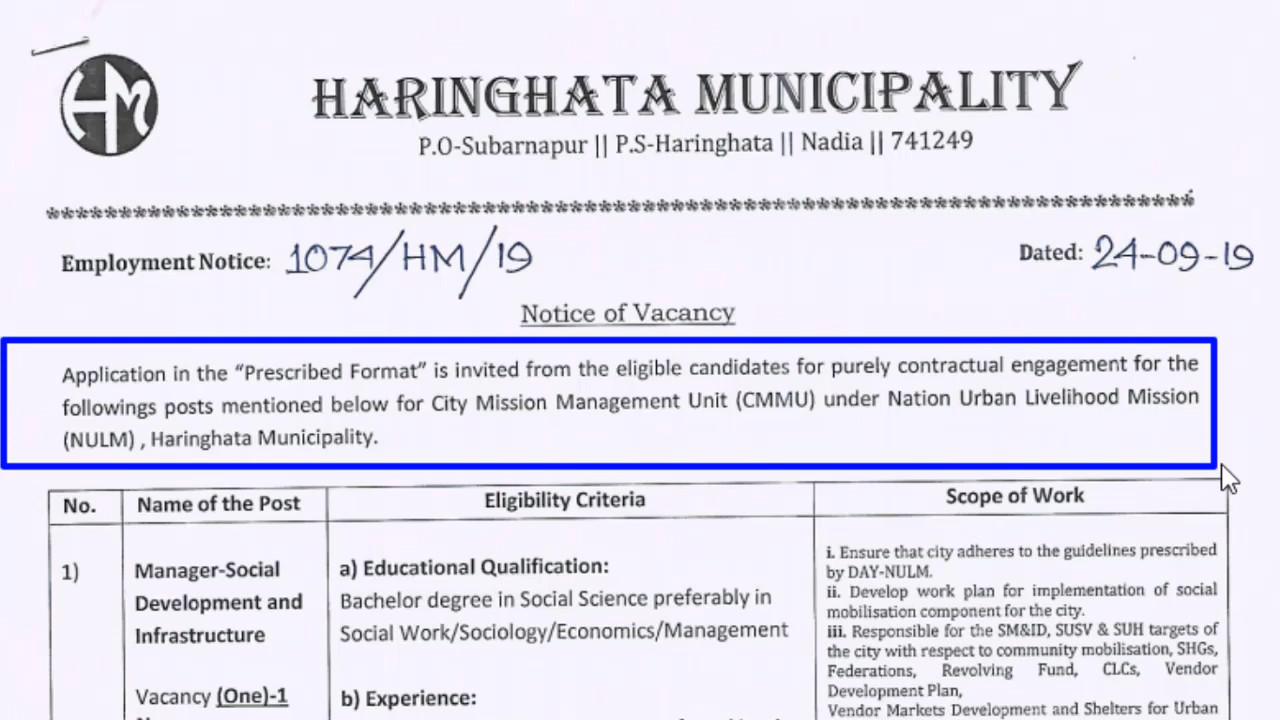 HM
HARINGHATA MUNICIPALITY
P.O-Subarnapur || P.S-Haringhata || Nadia || 741249
************************************************************************************************
Employment Notice: 1074/HM/19
Dated: 24-09-19
Notice of Vacancy
Application in the “Prescribed Format” is invited from the eligible candidates for purely contractual engagement for the
followings posts mentioned below for City Mission Management Unit (CMMU) under Nation Urban Livelihood Mission
(NULM) , Haringhata Municipality.
No.
Name of the Post
Eligibility Criteria
Scope of Work
1)
Manager-Social
Development and
Infrastructure
Vacancy (One)-1
a) Educational Qualification:
Bachelor degree in Social Science preferably in
Social Work/Sociology/Economics/Management
b) Experience:
i. Ensure that city adheres to the guidelines prescribed
by DAY-NULM.
ii. Develop work plan for implementation of social
mobilisation component for the city.
iii. Responsible for the SM&ID, SUSV & SUH targets of
the city with respect to community mobilisation, SHGs,
Federations, Revolving Fund, CLCs, Vendor
Development Plan,
Vendor Markets Development and Shelters for Urban